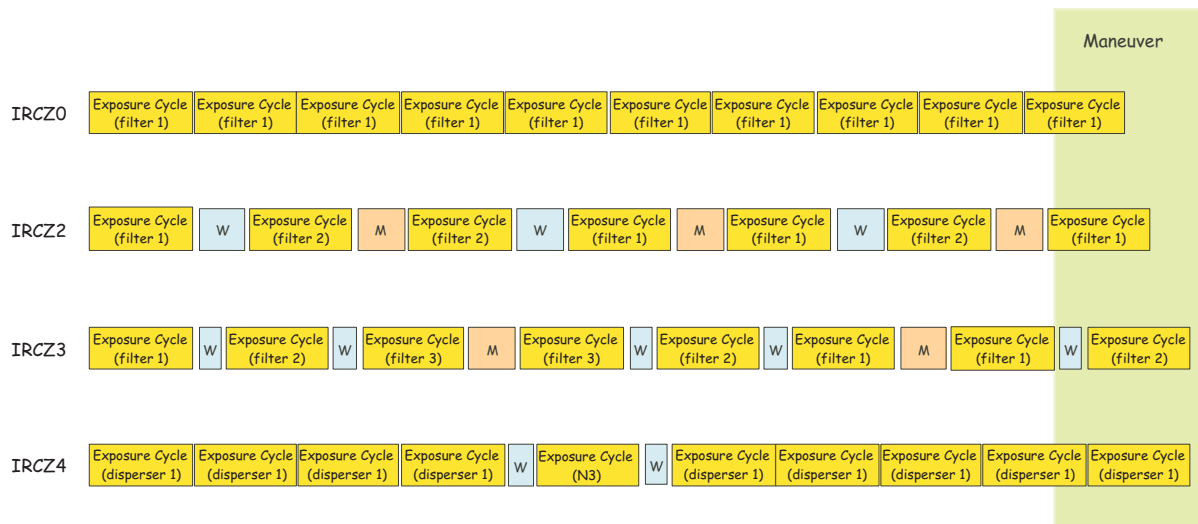 Maneuver
IRCZ0
Exposure Cycle Exposure Cycle Exposure Cycle Exposure Cycle Exposure Cycle Exposure Cycle Exposure Cycle Exposure Cycle Exposure Cycle Exposure Cycle
(filter 1) (filter 1) (filter 1) (filter 1) (filter 1) (filter 1) (filter 1) (filter 1) (filter 1) (filter 1)
IRCZ2
Exposure Cycle W Exposure Cycle M Exposure Cycle W Exposure Cycle M Exposure Cycle W Exposure Cycle M Exposure Cycle
(filter 1) (filter 2) (filter 2) (filter 1) (filter 1) (filter 2) (filter 1)
IRCZ3
Exposure Cycle W Exposure Cycle W Exposure Cycle M Exposure Cycle W Exposure Cycle W Exposure Cycle M Exposure Cycle W Exposure Cycle
(filter 1) (filter 2) (filter 3) (filter 3) (filter 2) (filter 1) (filter 1) (filter 2)
IRCZ4
Exposure Cycle Exposure Cycle Exposure Cycle Exposure Cycle W Exposure Cycle W Exposure Cycle Exposure Cycle Exposure Cycle Exposure Cycle Exposure Cycle
(disperser 1) (disperser 1) (disperser 1) (disperser 1) (N3) (disperser 1) (disperser 1) (disperser 1) (disperser 1) (disperser 1)